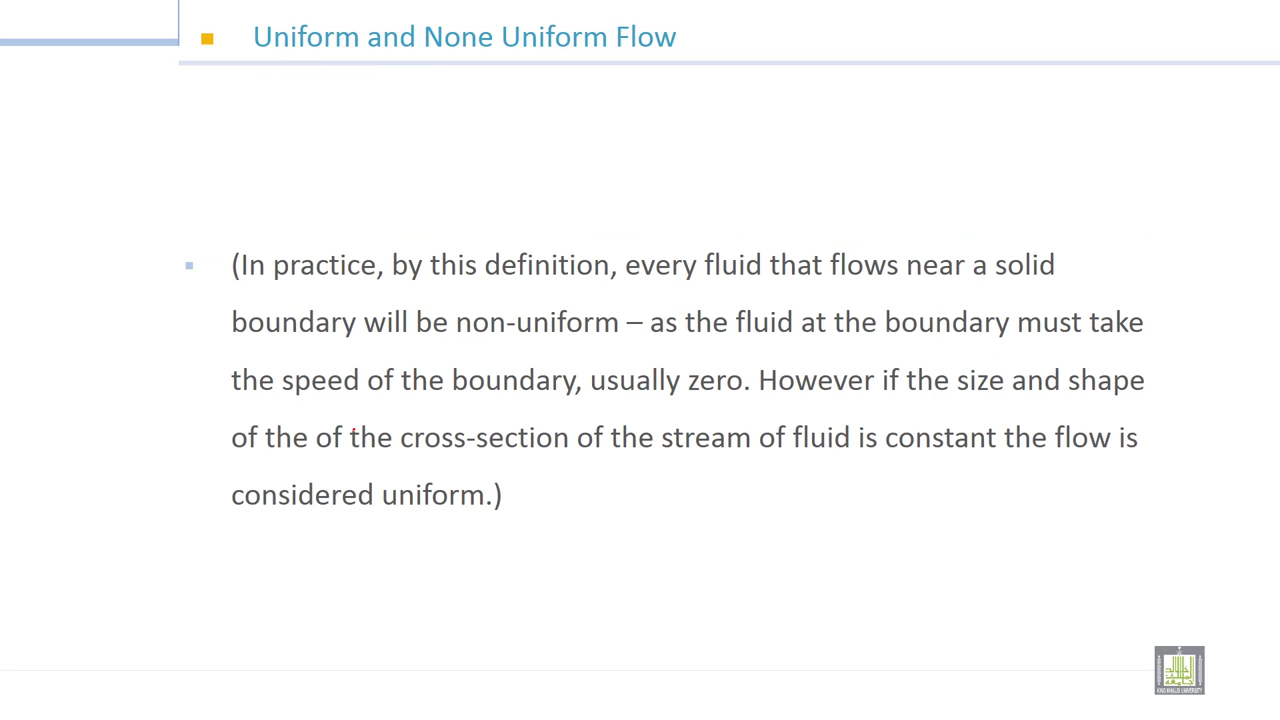 Uniform and None Uniform Flow
(In practice, by this definition, every fluid that flows near a solid
boundary will be non-uniform – as the fluid at the boundary must take
the speed of the boundary, usually zero. However if the size and shape
of the of the cross-section of the stream of fluid is constant the flow is
considered uniform.)
KING KHALID UNIVERSITY